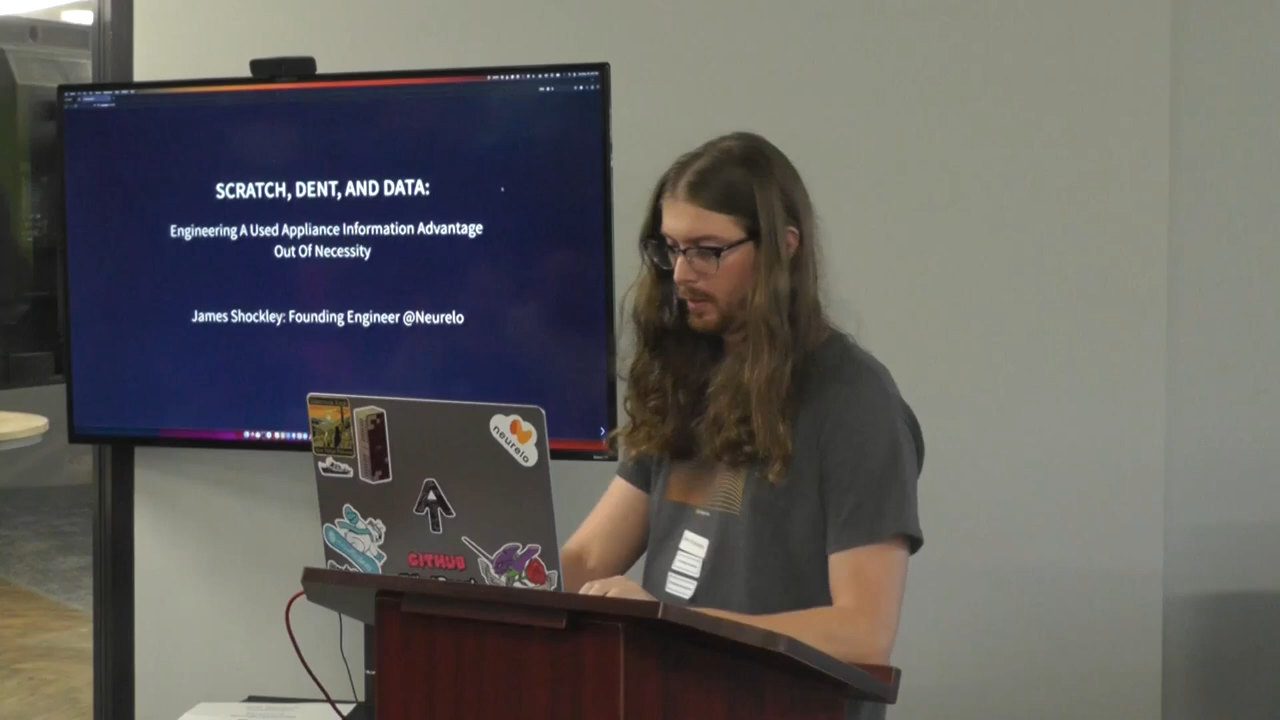 SCRATCH, DENT, AND DATA:
Engineering A Used Appliance Information Advantage
Out Of Necessity
James Shockley: Founding Engineer @Neurelo
neurelo
GITHUB